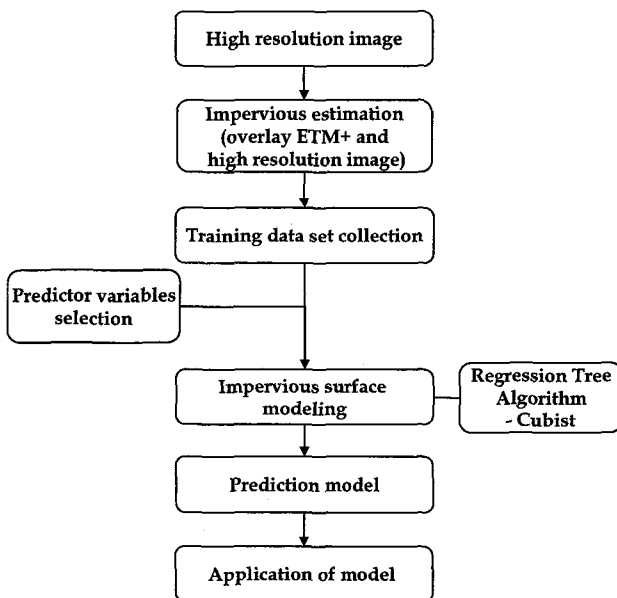 High resolution image
Impervious estimation
(overlay ETM+ and
high resolution image)
Training data set collection
Predictor variables
selection
Impervious surface
modeling
Regression Tree
Algorithm
- Cubist
Prediction model
Application of model